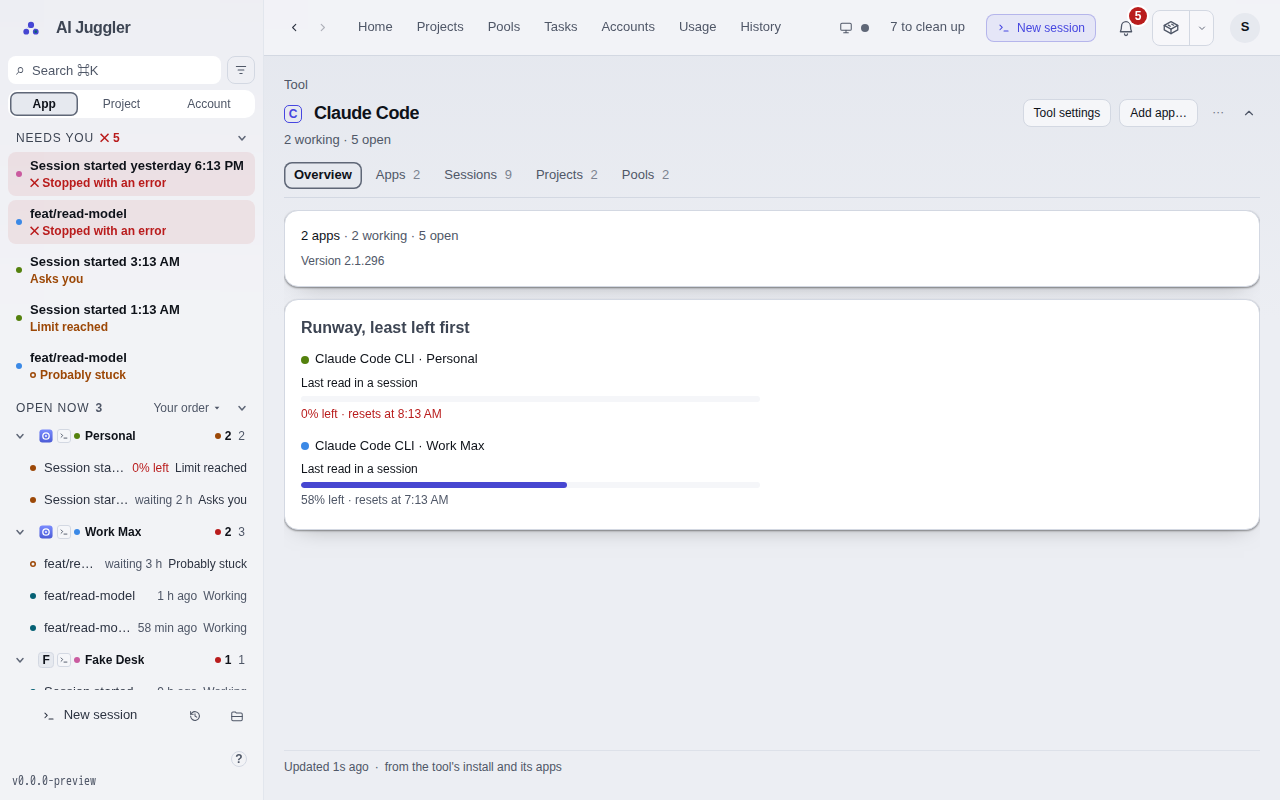 AI Juggler
Search ⌘K
App Project Account
NEEDS YOU 5
Session started yesterday 6:13 PM
Stopped with an error
feat/read-model
Stopped with an error
Session started 3:13 AM
Asks you
Session started 1:13 AM
Limit reached
feat/read-model
Probably stuck
OPEN NOW 3 Your order
Personal 2 2
Session sta… 0% left Limit reached
Session star… waiting 2 h Asks you
Work Max 2 3
feat/re… waiting 3 h Probably stuck
feat/read-model 1 h ago Working
feat/read-mo… 58 min ago Working
F Fake Desk 1 1
New session
?
v0.0.0-preview
Home Projects Pools Tasks Accounts Usage History
7 to clean up
New session
5
S
Tool
C Claude Code
2 working · 5 open
Tool settings
Add app…
Overview Apps 2 Sessions 9 Projects 2 Pools 2
2 apps · 2 working · 5 open
Version 2.1.296
Runway, least left first
Claude Code CLI · Personal
Last read in a session
0% left · resets at 8:13 AM
Claude Code CLI · Work Max
Last read in a session
58% left · resets at 7:13 AM
Updated 1s ago · from the tool's install and its apps